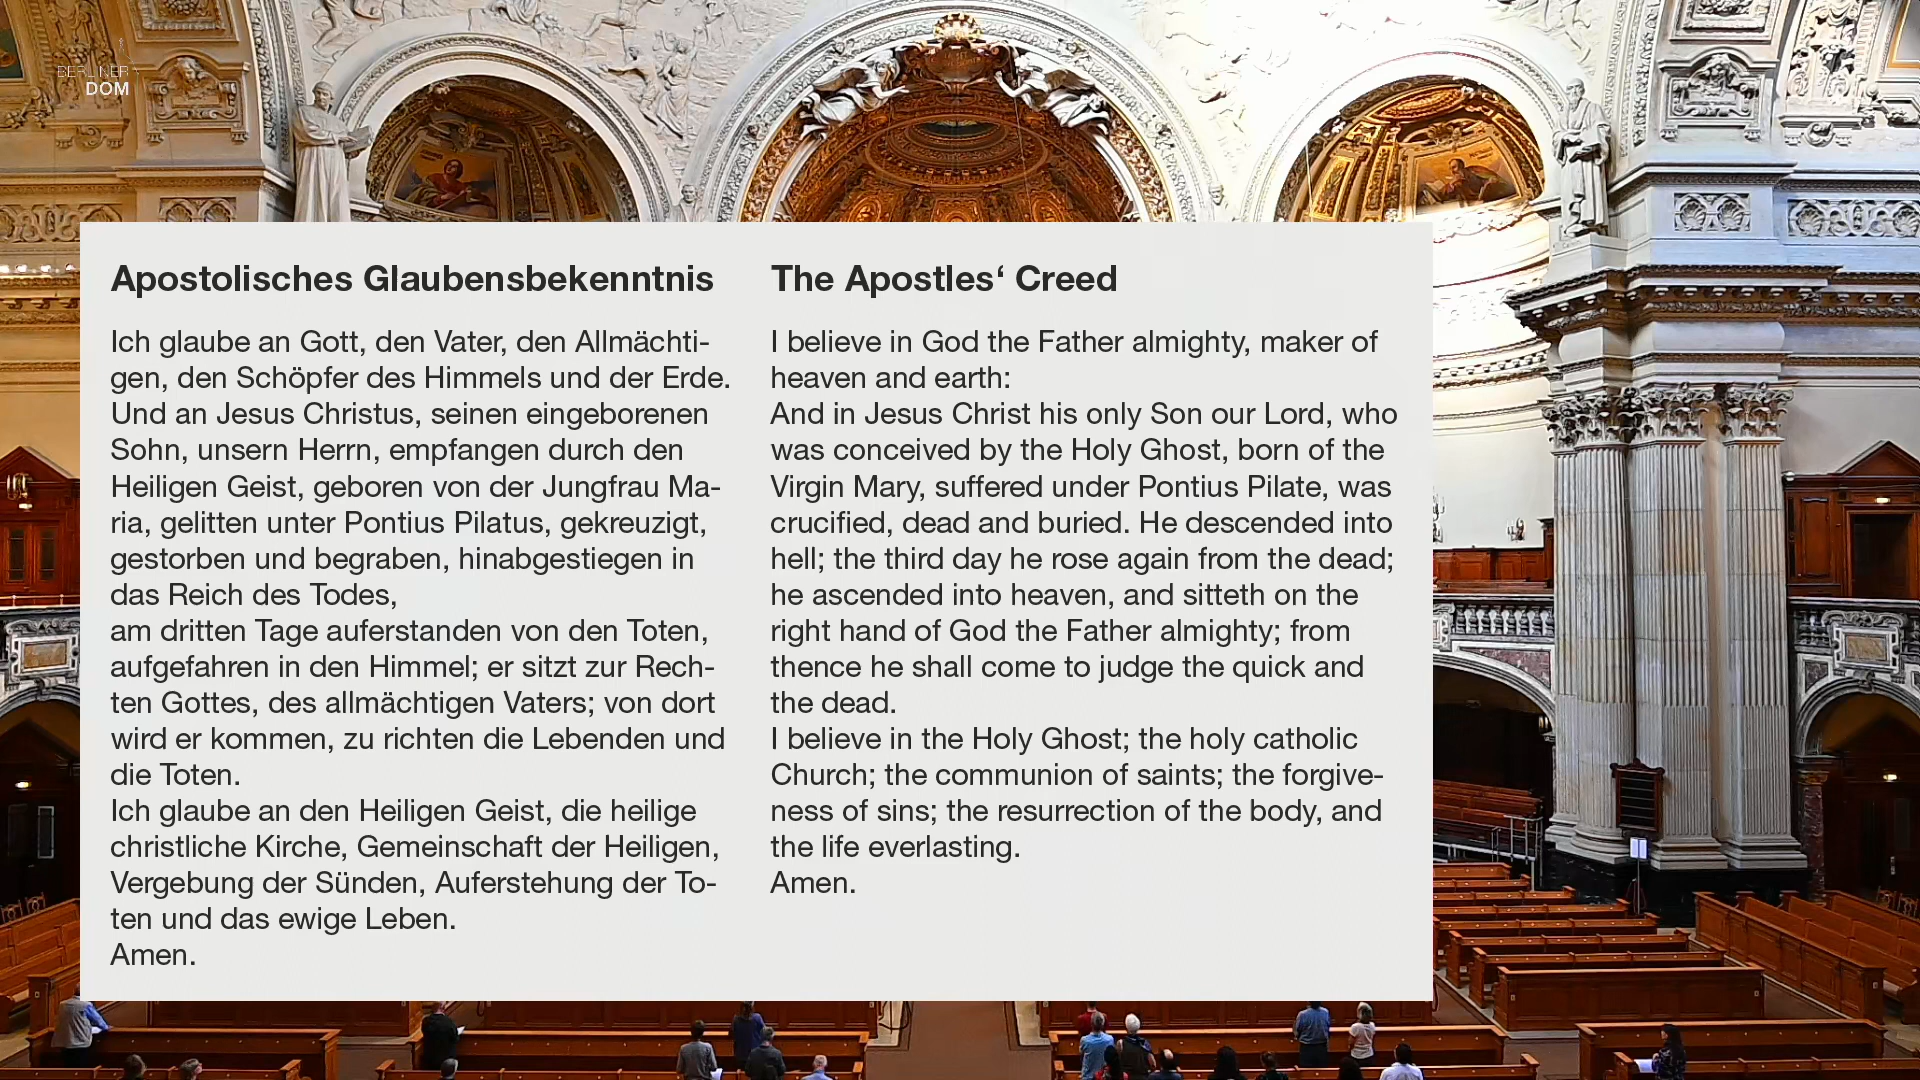 BERLINER
DOM
Apostolisches Glaubensbekenntnis
Ich glaube an Gott, den Vater, den Allmächti-
gen, den Schöpfer des Himmels und der Erde.
Und an Jesus Christus, seinen eingeborenen
Sohn, unsern Herrn, empfangen durch den
Heiligen Geist, geboren von der Jungfrau Ma-
ria, gelitten unter Pontius Pilatus, gekreuzigt,
gestorben und begraben, hinabgestiegen in
das Reich des Todes,
am dritten Tage auferstanden von den Toten,
aufgefahren in den Himmel; er sitzt zur Rech-
ten Gottes, des allmächtigen Vaters; von dort
wird er kommen, zu richten die Lebenden und
die Toten.
Ich glaube an den Heiligen Geist, die heilige
christliche Kirche, Gemeinschaft der Heiligen,
Vergebung der Sünden, Auferstehung der To-
ten und das ewige Leben.
Amen.
The Apostles‘ Creed
I believe in God the Father almighty, maker of
heaven and earth:
And in Jesus Christ his only Son our Lord, who
was conceived by the Holy Ghost, born of the
Virgin Mary, suffered under Pontius Pilate, was
crucified, dead and buried. He descended into
hell; the third day he rose again from the dead;
he ascended into heaven, and sitteth on the
right hand of God the Father almighty; from
thence he shall come to judge the quick and
the dead.
I believe in the Holy Ghost; the holy catholic
Church; the communion of saints; the forgive-
ness of sins; the resurrection of the body, and
the life everlasting.
Amen.